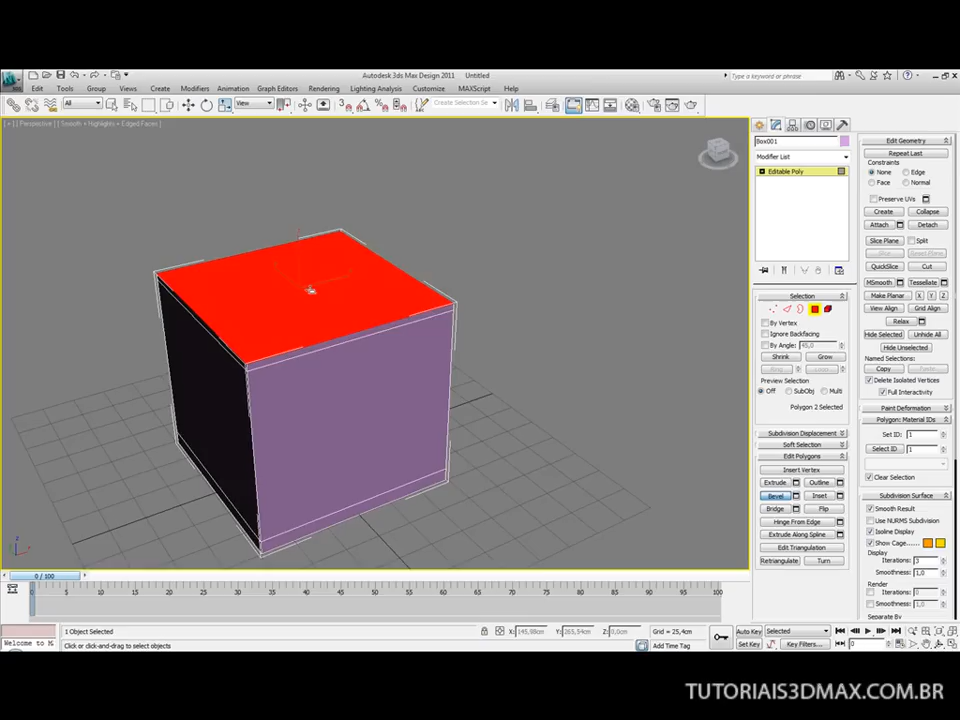 Autodesk 3ds Max Design 2011 Untitled
Type a keyword or phrase
Edit Tools Group Views Create Modifiers Animation Graph Editors Rendering Lighting Analysis Customize MAXScript Help
All View Create Selection Se
[ + ] [ Perspective ] [ Smooth + Highlights + Edged Faces ]
Box001
Modifier List
Editable Poly
Selection
By Vertex
Ignore Backfacing
By Angle: 45,0
Shrink Grow
Ring Loop
Preview Selection
Off SubObj Multi
Polygon 2 Selected
Subdivision Displacement
Soft Selection
Edit Polygons
Insert Vertex
Extrude Outline
Bevel Inset
Bridge Flip
Hinge From Edge
Extrude Along Spline
Edit Triangulation
Retriangulate Turn
Edit Geometry
Repeat Last
Constraints
None Edge
Face Normal
Preserve UVs
Create Collapse
Attach Detach
Slice Plane Split
Slice Reset Plane
QuickSlice Cut
MSmooth Tessellate
Make Planar X Y Z
View Align Grid Align
Relax
Hide Selected Unhide All
Hide Unselected
Named Selections:
Copy Paste
Delete Isolated Vertices
Full Interactivity
Paint Deformation
Polygon: Material IDs
Set ID: 1
Select ID 1
Clear Selection
Subdivision Surface
Smooth Result
Use NURMS Subdivision
Isoline Display
Show Cage......
Display
Iterations: 3
Smoothness: 1,0
Render
Iterations: 0
Smoothness: 1,0
Separate By
0 / 100
0 5 10 15 20 25 30 35 40 45 50 55 60 65 70 75 80 85 90 95 100
1 Object Selected X: 145,98cm Y: 265,54cm Z: 0,0cm Grid = 25,4cm Auto Key Selected
Welcome to M Click or click-and-drag to select objects Add Time Tag Set Key Key Filters... 0
TUTORIAIS3DMAX.COM.BR